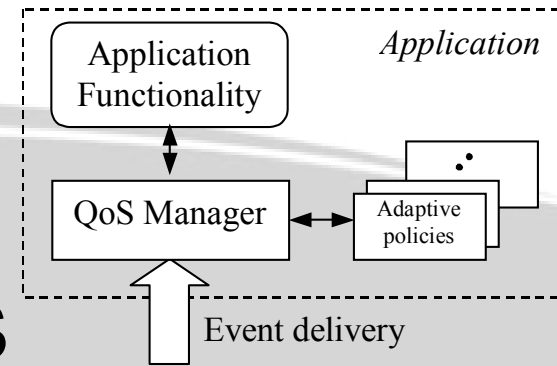 Application
Application
Functionality
QoS Manager
Adaptive
policies
Event delivery
s